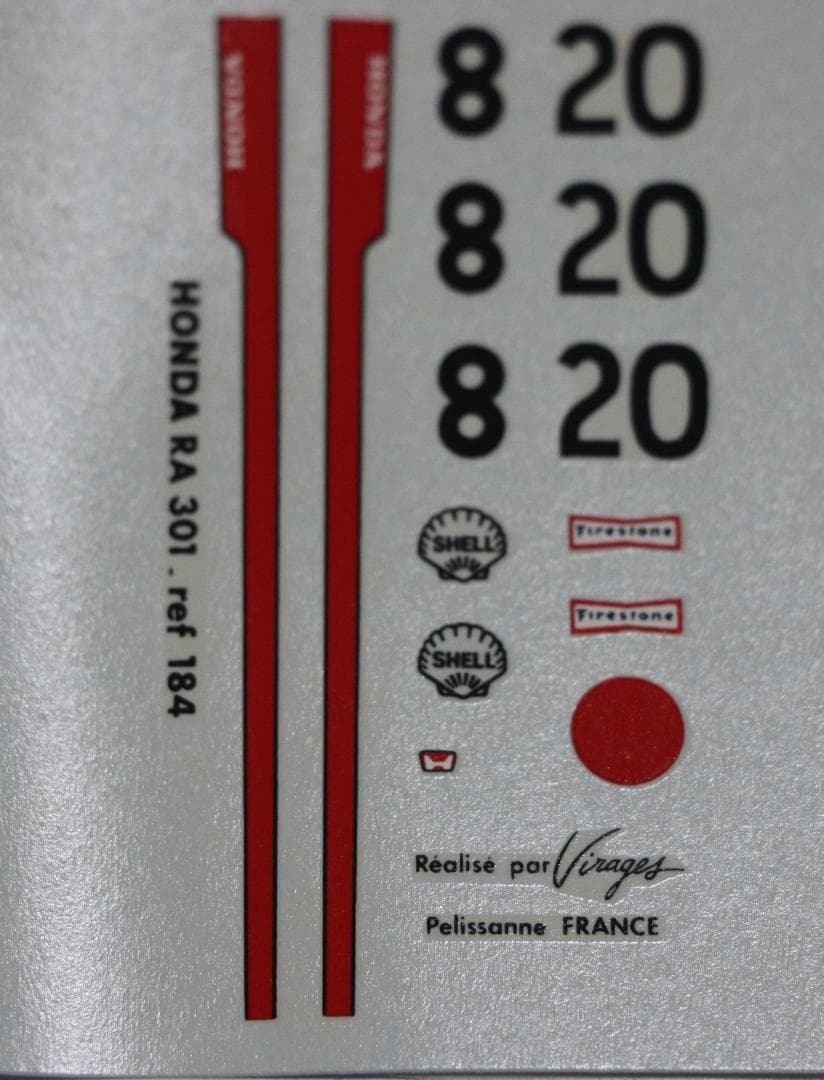 HONDA
HONDA
8 20
8 20
8 20
HONDA RA 301. ref 184
SHELL
Firestone
SHELL
Firestone
Réalisé par Virages
Pelissanne FRANCE